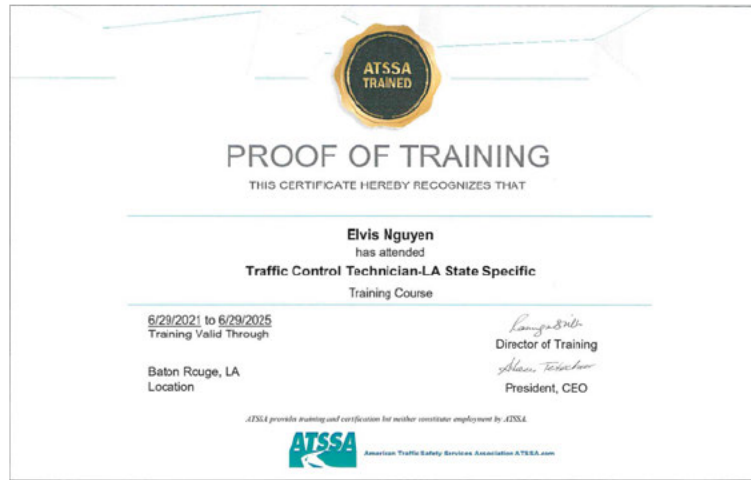 ATSSA
TRAINED
PROOF OF TRAINING
THIS CERTIFICATE HEREBY RECOGNIZES THAT
Elvis Nguyen
has attended
Traffic Control Technician-LA State Specific
Training Course
6/29/2021 to 6/29/2025
Training Valid Through
Director of Training
Baton Rouge, LA
Location
President, CEO
ATSSA provides training and certification but neither constitutes employment by ATSSA.
ATSSA
American Traffic Safety Services Association ATSSA.com